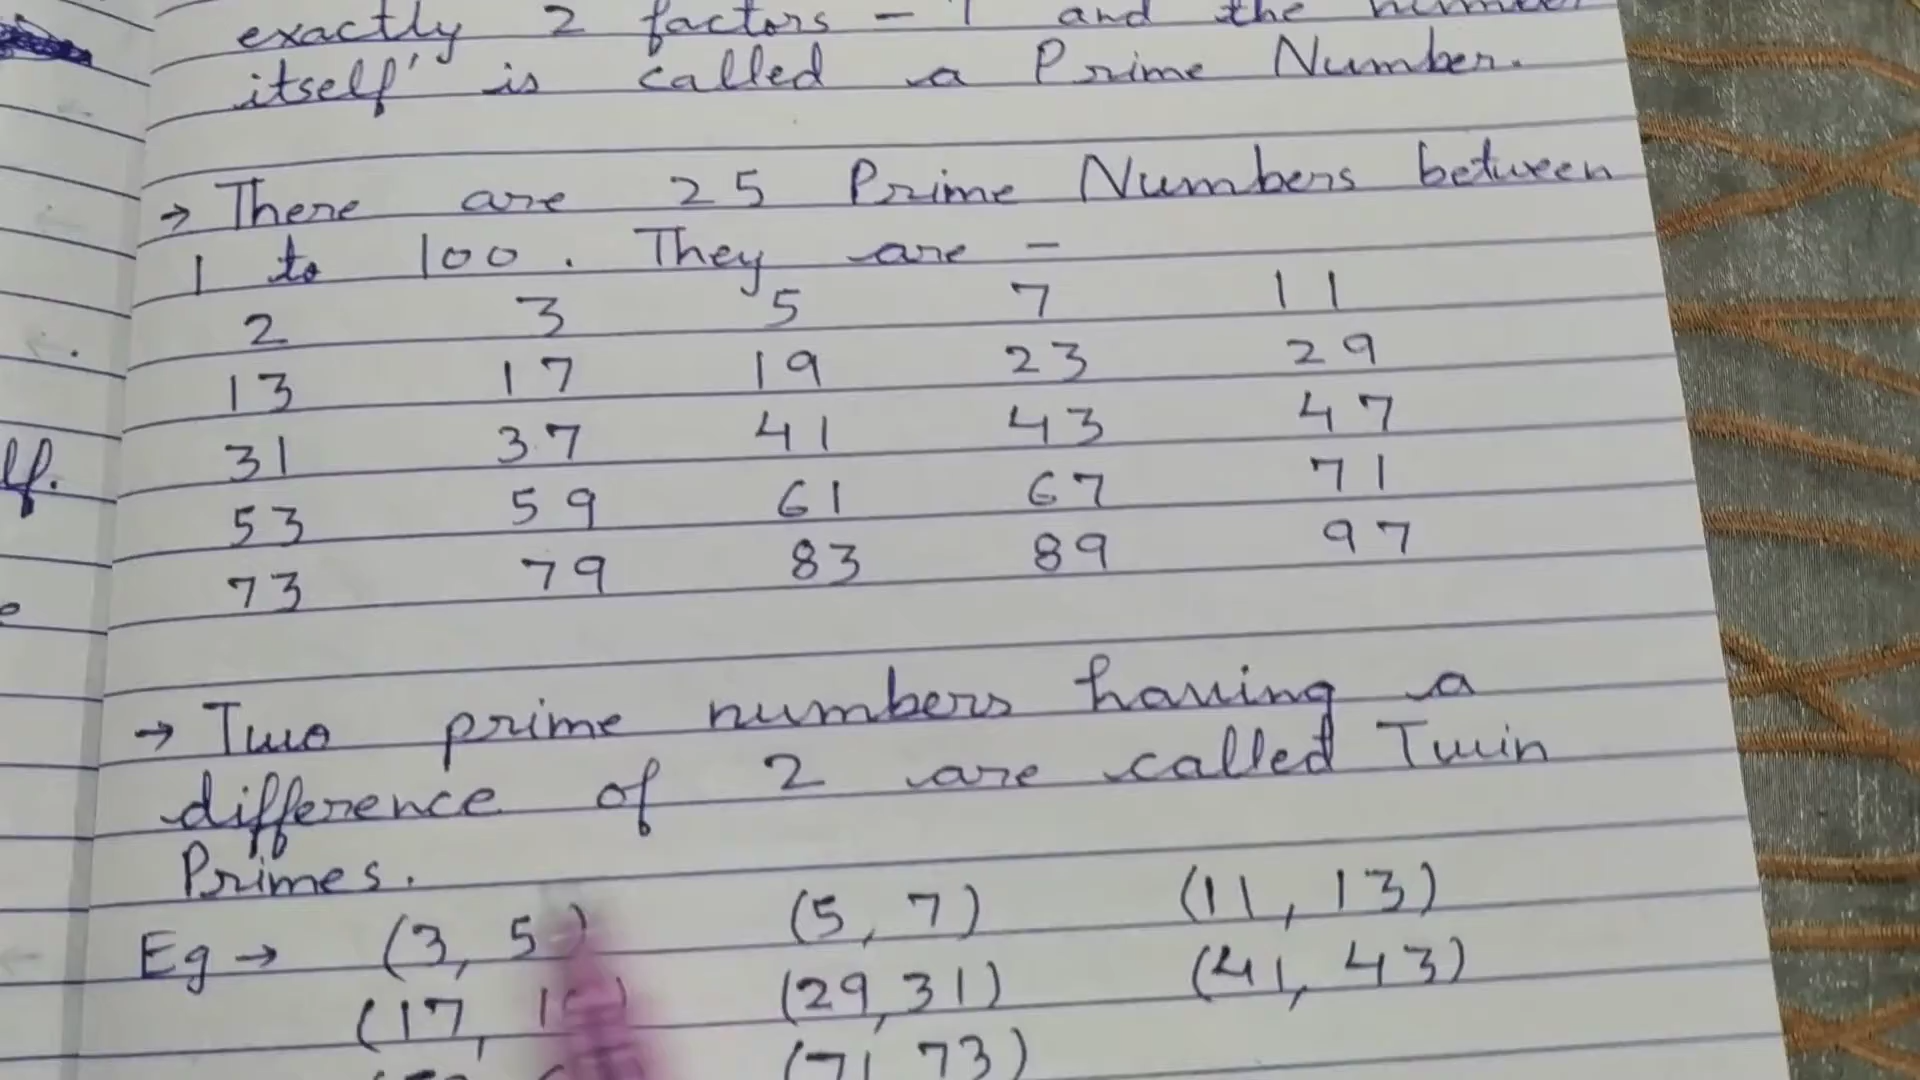 exactly 2 factors - 1 and the number
itself' is called a Prime Number.
→ There are 25 Prime Numbers between
1 to 100. They are -
2 3 5 7 11
13 17 19 23 29
31 37 41 43 47
53 59 61 67 71
73 79 83 89 97
→ Two prime numbers having a
difference of 2 are called Twin
Primes.
Eg → (3, 5) (5, 7) (11, 13)
(17, (29, 31) (41, 43)
(71, 73)
lf.